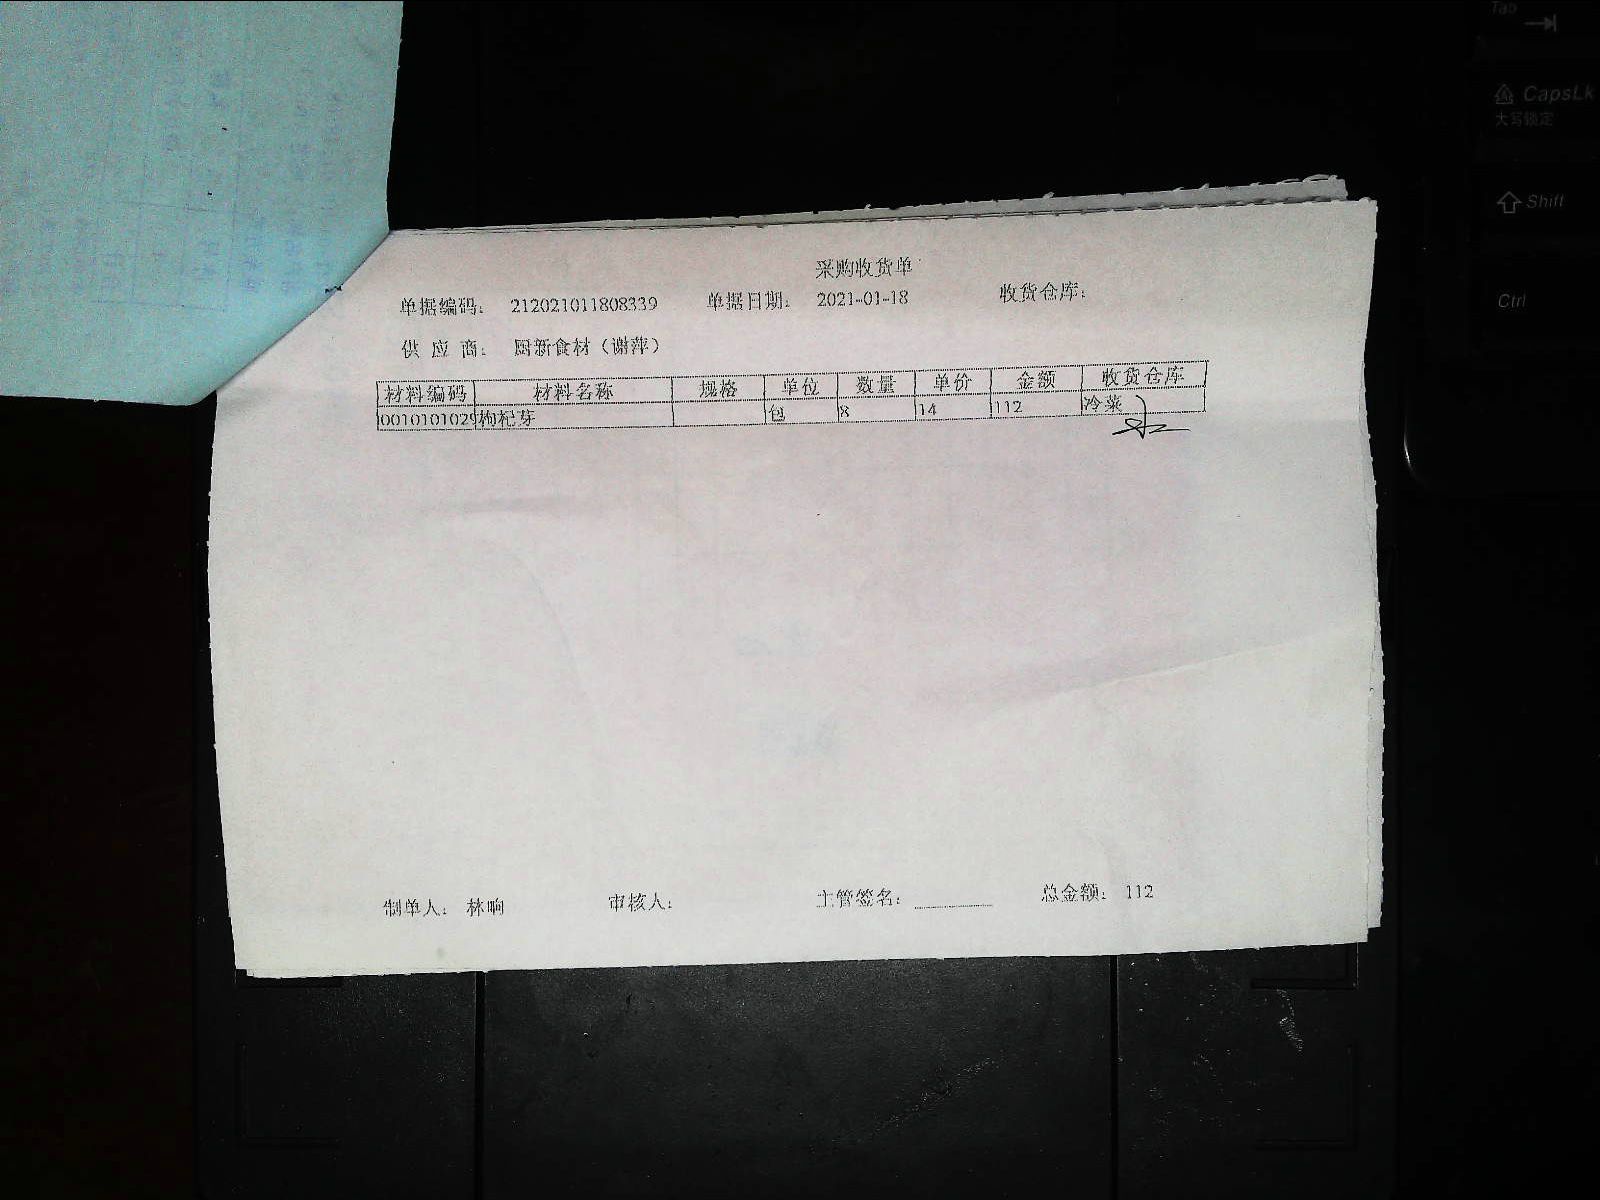 采购收货单
单据编码: 212021011808339 单据日期: 2021-01-18 收货仓库:
供应商: 厨新食材（谢萍）
材料编码 材料名称 规格 单位 数量 单价 金额 收货仓库
0010101029 枸杞芽 包 8 14 112 冷菜
制单人: 林响 审核人: 主管签名: 总金额: 112
Tab
CapsLk
大写锁定
Shift
Ctrl